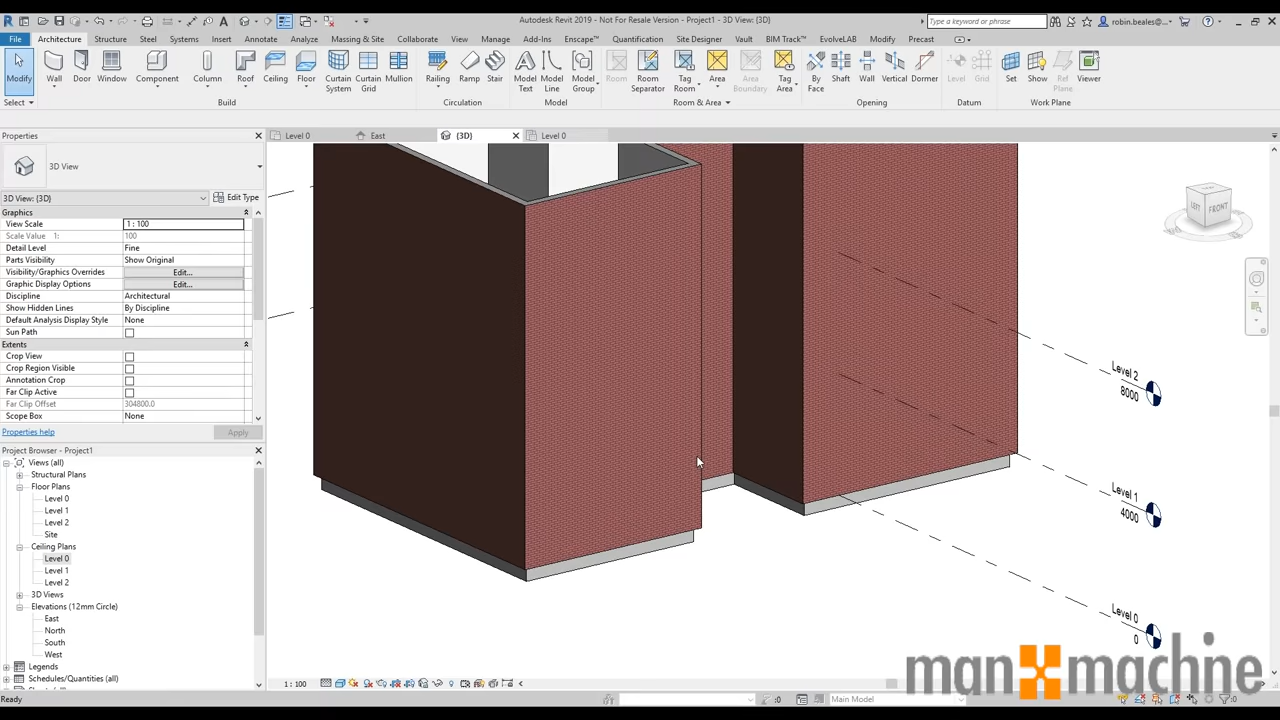 Autodesk Revit 2019 - Not For Resale Version - Project1 - 3D View: {3D}
Type a keyword or phrase
robin.beales@...
File Architecture Structure Steel Systems Insert Annotate Analyze Massing & Site Collaborate View Manage Add-Ins Enscape™ Quantification Site Designer Vault BIM Track™ EvolveLAB Modify Precast
Modify
Wall
Door
Window
Component
Column
Roof
Ceiling
Floor
Curtain System
Curtain Grid
Mullion
Railing
Ramp
Stair
Model Text
Model Line
Model Group
Room
Room Separator
Tag Room
Area
Area Boundary
Tag Area
By Face
Shaft
Wall
Vertical
Dormer
Level
Grid
Set
Show
Ref Plane
Viewer
Select Build Circulation Model Room & Area Opening Datum Work Plane
Properties
Level 0 East {3D} Level 0
3D View
3D View: {3D} Edit Type
Graphics
View Scale 1 : 100
Scale Value 1: 100
Detail Level Fine
Parts Visibility Show Original
Visibility/Graphics Overrides Edit...
Graphic Display Options Edit...
Discipline Architectural
Show Hidden Lines By Discipline
Default Analysis Display Style None
Sun Path
Extents
Crop View
Crop Region Visible
Annotation Crop
Far Clip Active
Far Clip Offset 304800.0
Scope Box None
Properties help Apply
Project Browser - Project1
Views (all)
Structural Plans
Floor Plans
Level 0
Level 1
Level 2
Site
Ceiling Plans
Level 0
Level 1
Level 2
3D Views
Elevations (12mm Circle)
East
North
South
West
Legends
Schedules/Quantities (all)
LEFT FRONT
Level 2
8000
Level 1
4000
Level 0
0
man machine
1 : 100
Ready
:0
Main Model
:0